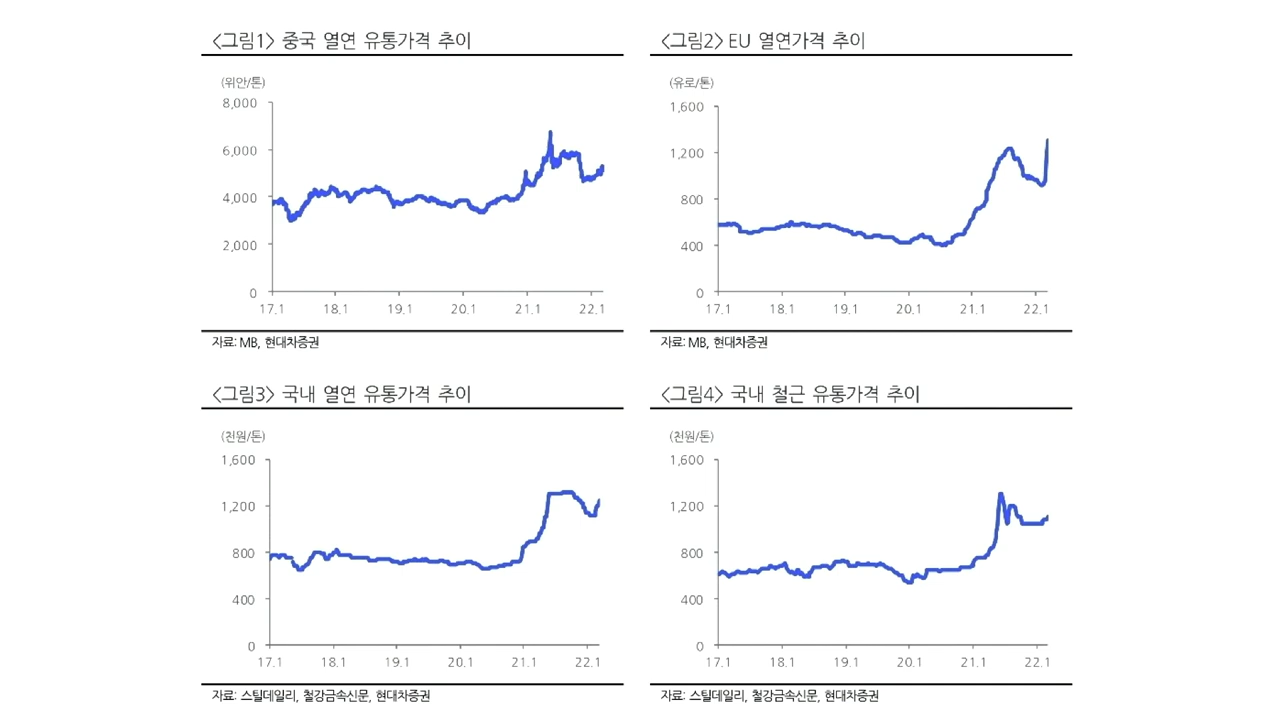 <그림1> 중국 열연 유통가격 추이
(위안/톤)
8,000
6,000
4,000
2,000
0
17.1 18.1 19.1 20.1 21.1 22.1
자료: MB, 현대차증권
<그림2> EU 열연가격 추이
(유로/톤)
1,600
1,200
800
400
0
17.1 18.1 19.1 20.1 21.1 22.1
자료: MB, 현대차증권
<그림3> 국내 열연 유통가격 추이
(천원/톤)
1,600
1,200
800
400
0
17.1 18.1 19.1 20.1 21.1 22.1
자료: 스틸데일리, 철강금속신문, 현대차증권
<그림4> 국내 철근 유통가격 추이
(천원/톤)
1,600
1,200
800
400
0
17.1 18.1 19.1 20.1 21.1 22.1
자료: 스틸데일리, 철강금속신문, 현대차증권